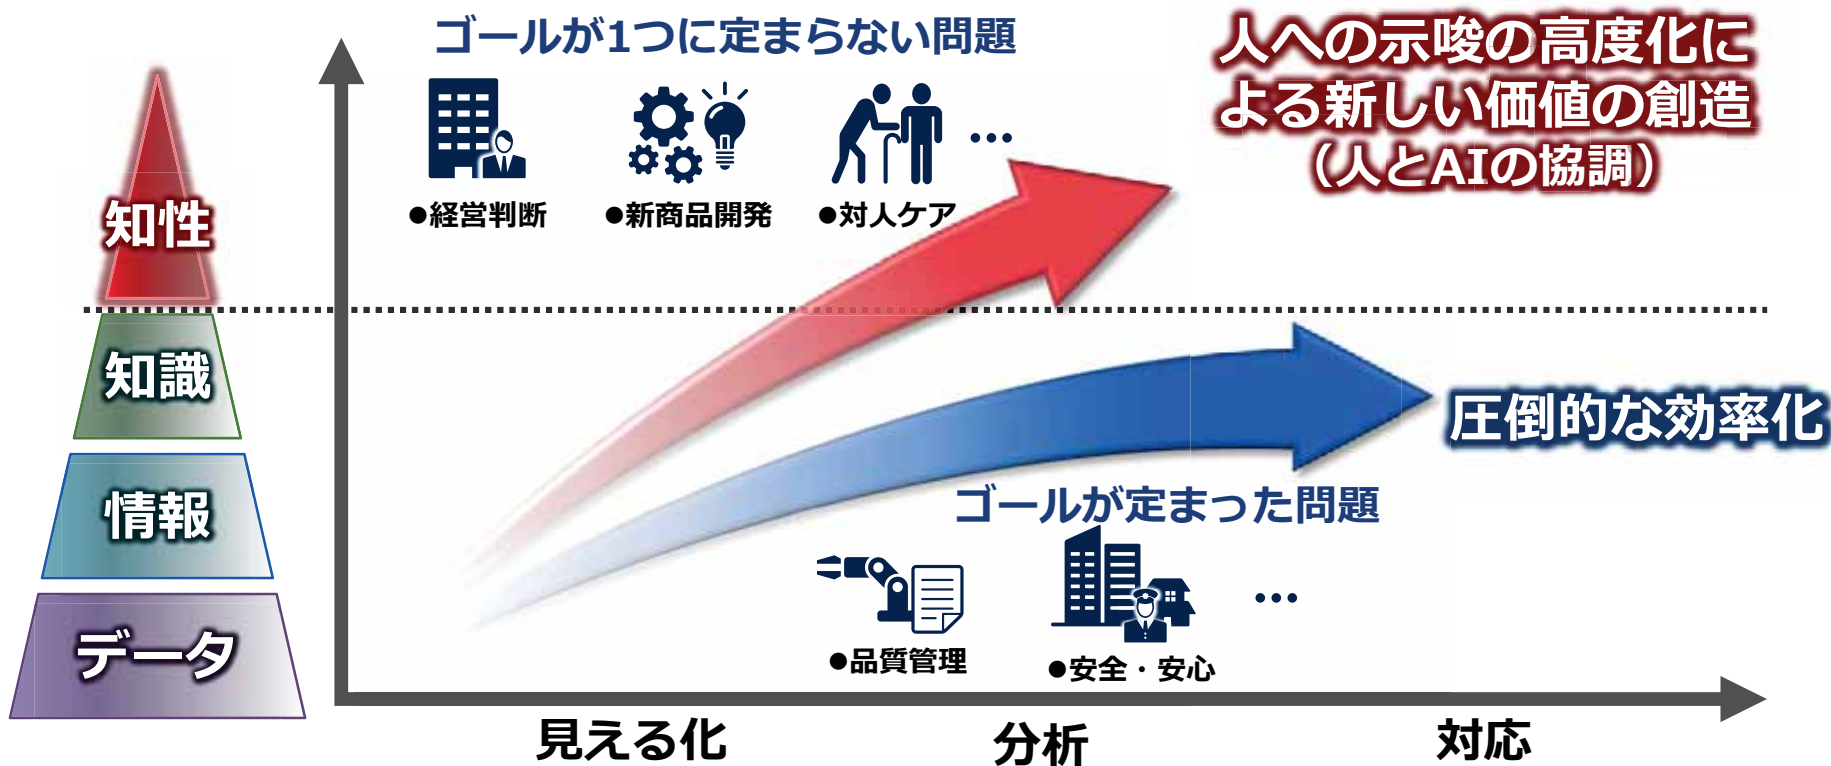 ゴールが1つに定まらない問題
●経営判断
●新商品開発
●対人ケア
…
人への示唆の高度化に
よる新しい価値の創造
（人とAIの協調）
知性
知識
情報
データ
圧倒的な効率化
ゴールが定まった問題
●品質管理
●安全・安心
…
見える化
分析
対応